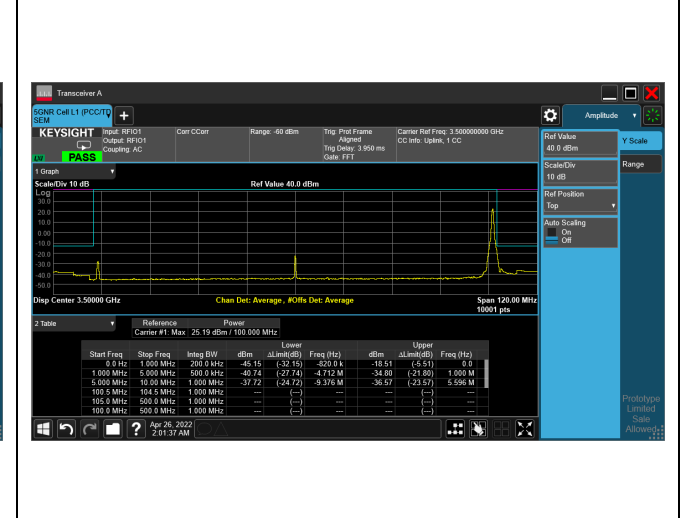 Transceiver A
5GNR Cell L1 (PCC/TD
SEM
+
Amplitude
KEYSIGHT
LXI
PASS
Input: RFIO1
Output: RFIO1
Coupling: AC
Corr CCorr
Range: -60 dBm
Trig: Prot Frame
Aligned
Trig Delay: 3.950 ms
Gate: FFT
Carrier Ref Freq: 3.500000000 GHz
CC Info: Uplink, 1 CC
Ref Value
40.0 dBm
Y Scale
Scale/Div
10 dB
Range
Ref Position
Top
Auto Scaling
On
Off
1 Graph
Scale/Div 10 dB
Ref Value 40.0 dBm
Log
30.0
20.0
10.0
0.00
-10.0
-20.0
-30.0
-40.0
-50.0
Disp Center 3.50000 GHz
Chan Det: Average, #Offs Det: Average
Span 120.00 MHz
10001 pts
2 Table
Reference Power
Carrier #1: Max 25.19 dBm / 100.000 MHz
Lower Upper
Start Freq Stop Freq Integ BW dBm ΔLimit(dB) Freq (Hz) dBm ΔLimit(dB) Freq (Hz)
0.0 Hz 1.000 MHz 200.0 kHz -45.15 (-32.15) -820.0 k -18.51 (-5.51) 0.0
1.000 MHz 5.000 MHz 500.0 kHz -40.74 (-27.74) -4.712 M -34.80 (-21.80) 1.000 M
5.000 MHz 10.00 MHz 1.000 MHz -37.72 (-24.72) -9.376 M -36.57 (-23.57) 5.596 M
100.5 MHz 104.5 MHz 1.000 MHz --- (---) --- --- (---) ---
105.0 MHz 500.0 MHz 1.000 MHz --- (---) --- --- (---) ---
100.0 MHz 500.0 MHz 1.000 MHz --- (---) --- --- (---) ---
Apr 26, 2022
2:01:37 AM
Prototype
Limited
Sale
Allowed